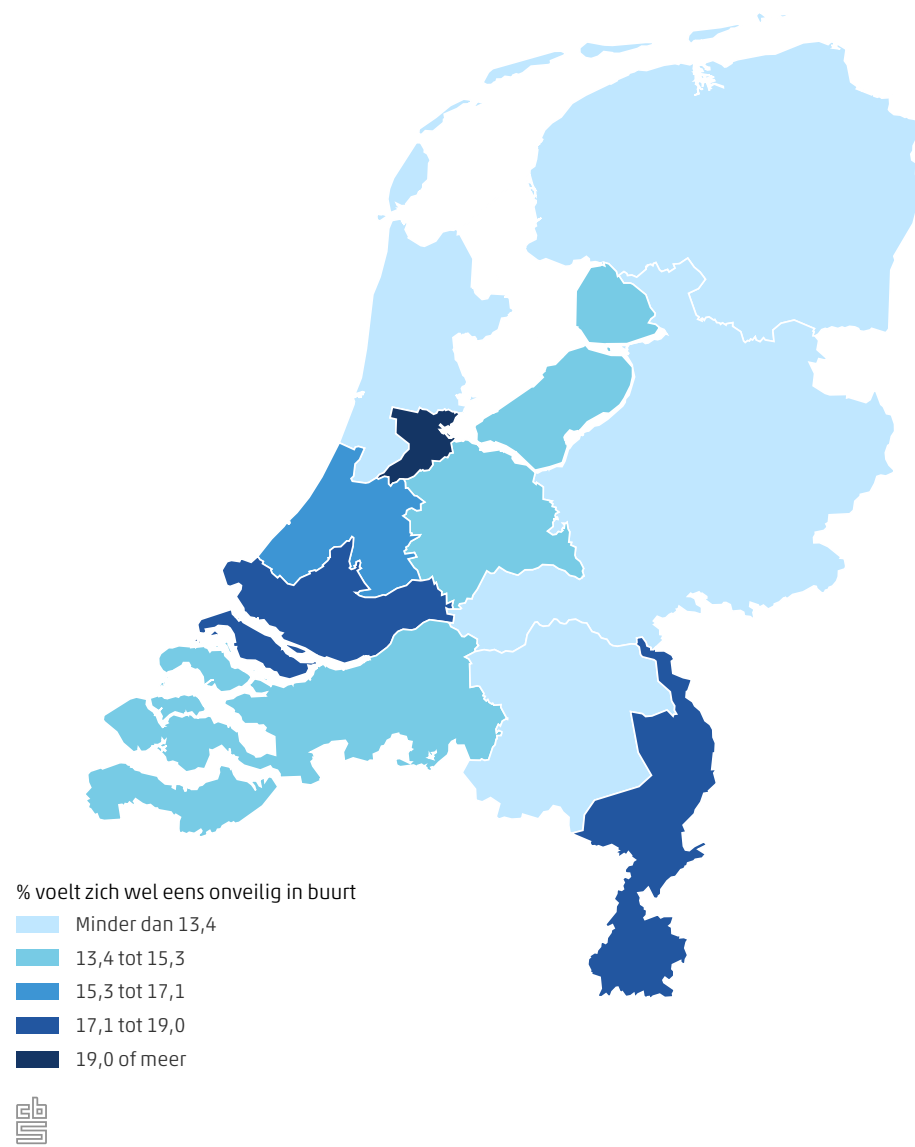 % voelt zich wel eens onveilig in buurt
Minder dan 13,4
13,4 tot 15,3
15,3 tot 17,1
17,1 tot 19,0
19,0 of meer
cbs